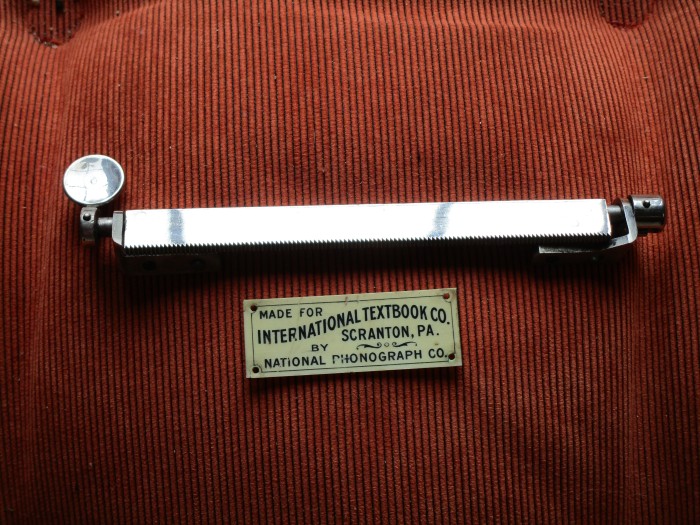 MADE FOR
INTERNATIONAL TEXTBOOK CO.
SCRANTON, PA.
BY
NATIONAL PHONOGRAPH CO.